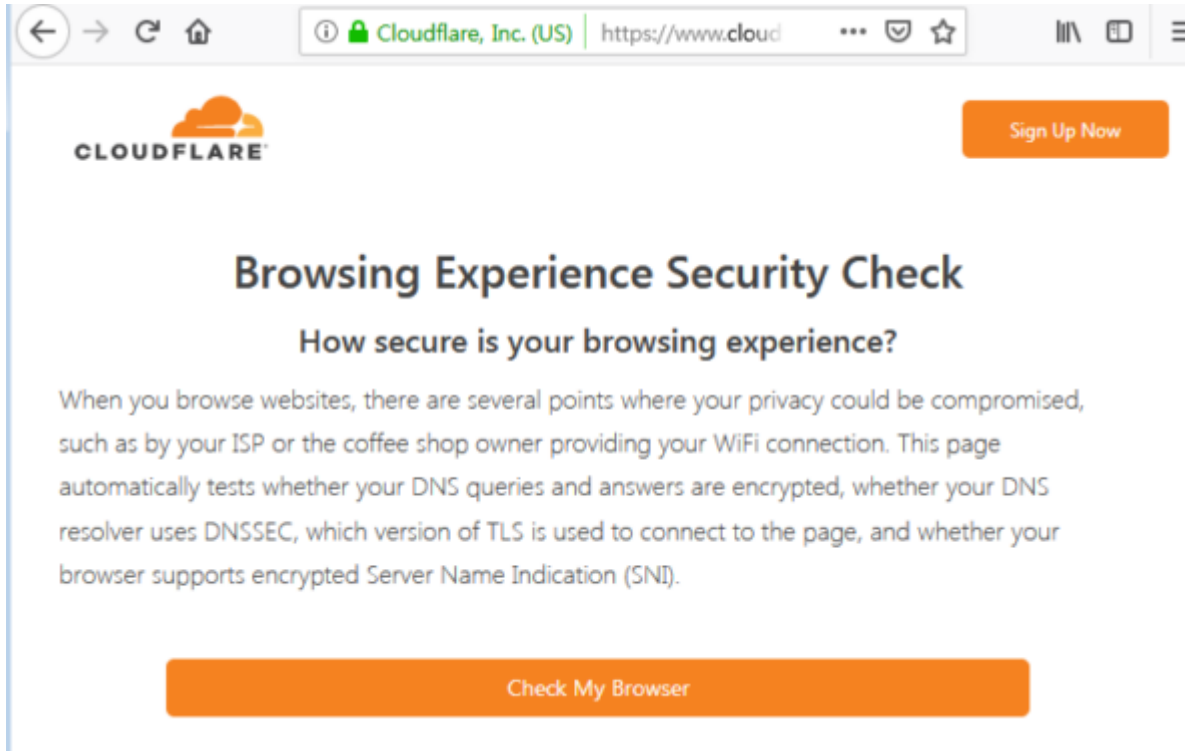 Cloudflare, Inc. (US) https://www.cloud
CLOUDFLARE
Sign Up Now
Browsing Experience Security Check
How secure is your browsing experience?
When you browse websites, there are several points where your privacy could be compromised,
such as by your ISP or the coffee shop owner providing your WiFi connection. This page
automatically tests whether your DNS queries and answers are encrypted, whether your DNS
resolver uses DNSSEC, which version of TLS is used to connect to the page, and whether your
browser supports encrypted Server Name Indication (SNI).
Check My Browser